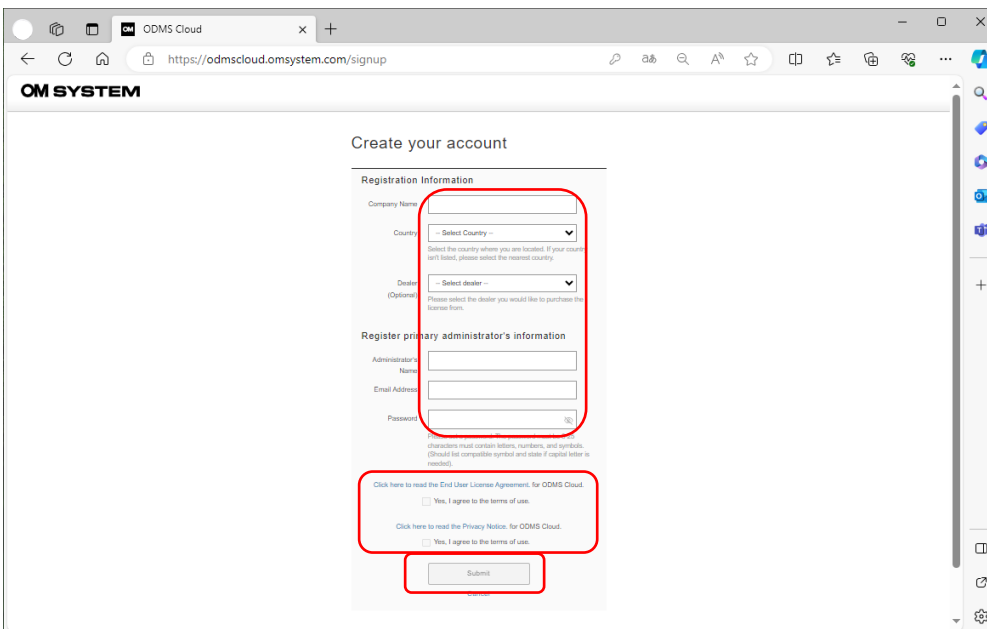 OM ODMS Cloud
https://odmscloud.omsystem.com/signup
OM SYSTEM
Create your account
Registration Information
Company Name
Country
-- Select Country --
Select the country where you are located. If your country
isn't listed, please select the nearest country.
Dealer
(Optional)
-- Select dealer --
Please select the dealer you would like to purchase the
license from.
Register primary administrator's information
Administrator's
Name
Email Address
Password
characters must contain letters, numbers, and symbols.
(Should list compatible symbol and state if capital letter is
needed).
Click here to read the End User License Agreement. for ODMS Cloud.
Yes, I agree to the terms of use.
Click here to read the Privacy Notice. for ODMS Cloud.
Yes, I agree to the terms of use.
Submit
Cancel